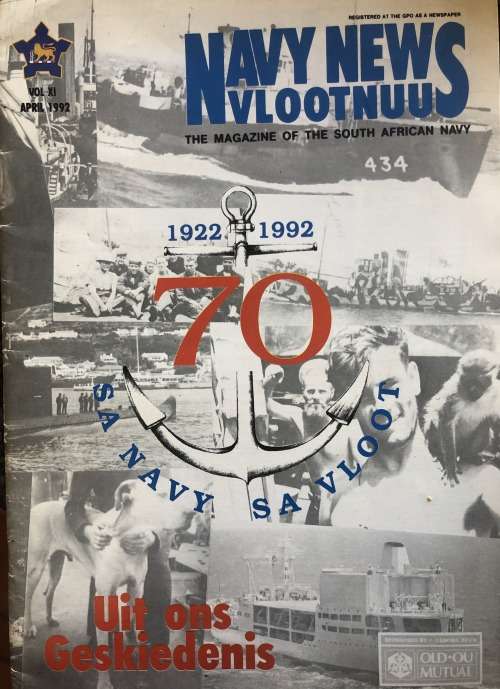 REGISTERED AT THE GPO AS A NEWSPAPER
NAVY NEWS
VLOOTNUUS
VOL XI
APRIL 1992
THE MAGAZINE OF THE SOUTH AFRICAN NAVY
434
1922 1992
70
SA NAVY SA VLOOT
Uit ons
Geskiedenis
OLD·OU
MUTUAL